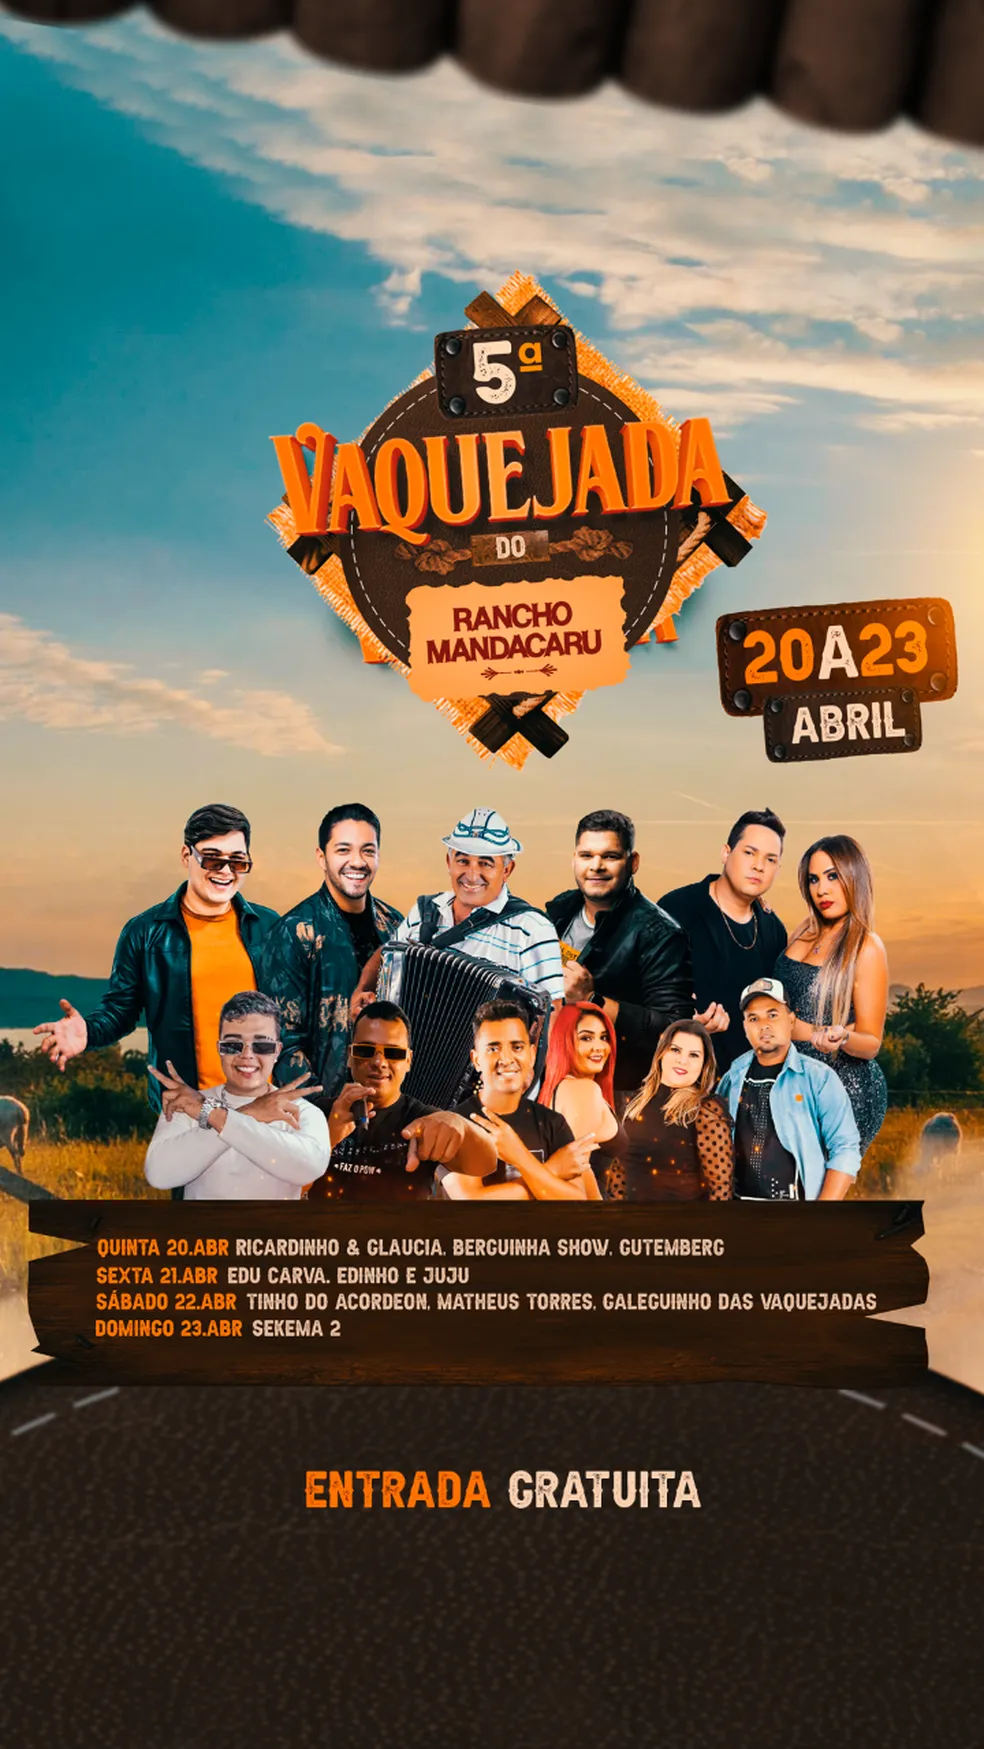 5ª
VAQUEJADA
DO
RANCHO
MANDACARU
20A23
ABRIL
FAZ O POW
QUINTA 20.ABR RICARDINHO & GLAUCIA, BERGUINHA SHOW, GUTEMBERG
SEXTA 21.ABR EDU CARVA, EDINHO E JUJU
SÁBADO 22.ABR TINHO DO ACORDEON, MATHEUS TORRES, GALEGUINHO DAS VAQUEJADAS
DOMINGO 23.ABR SEKEMA 2
ENTRADA GRATUITA